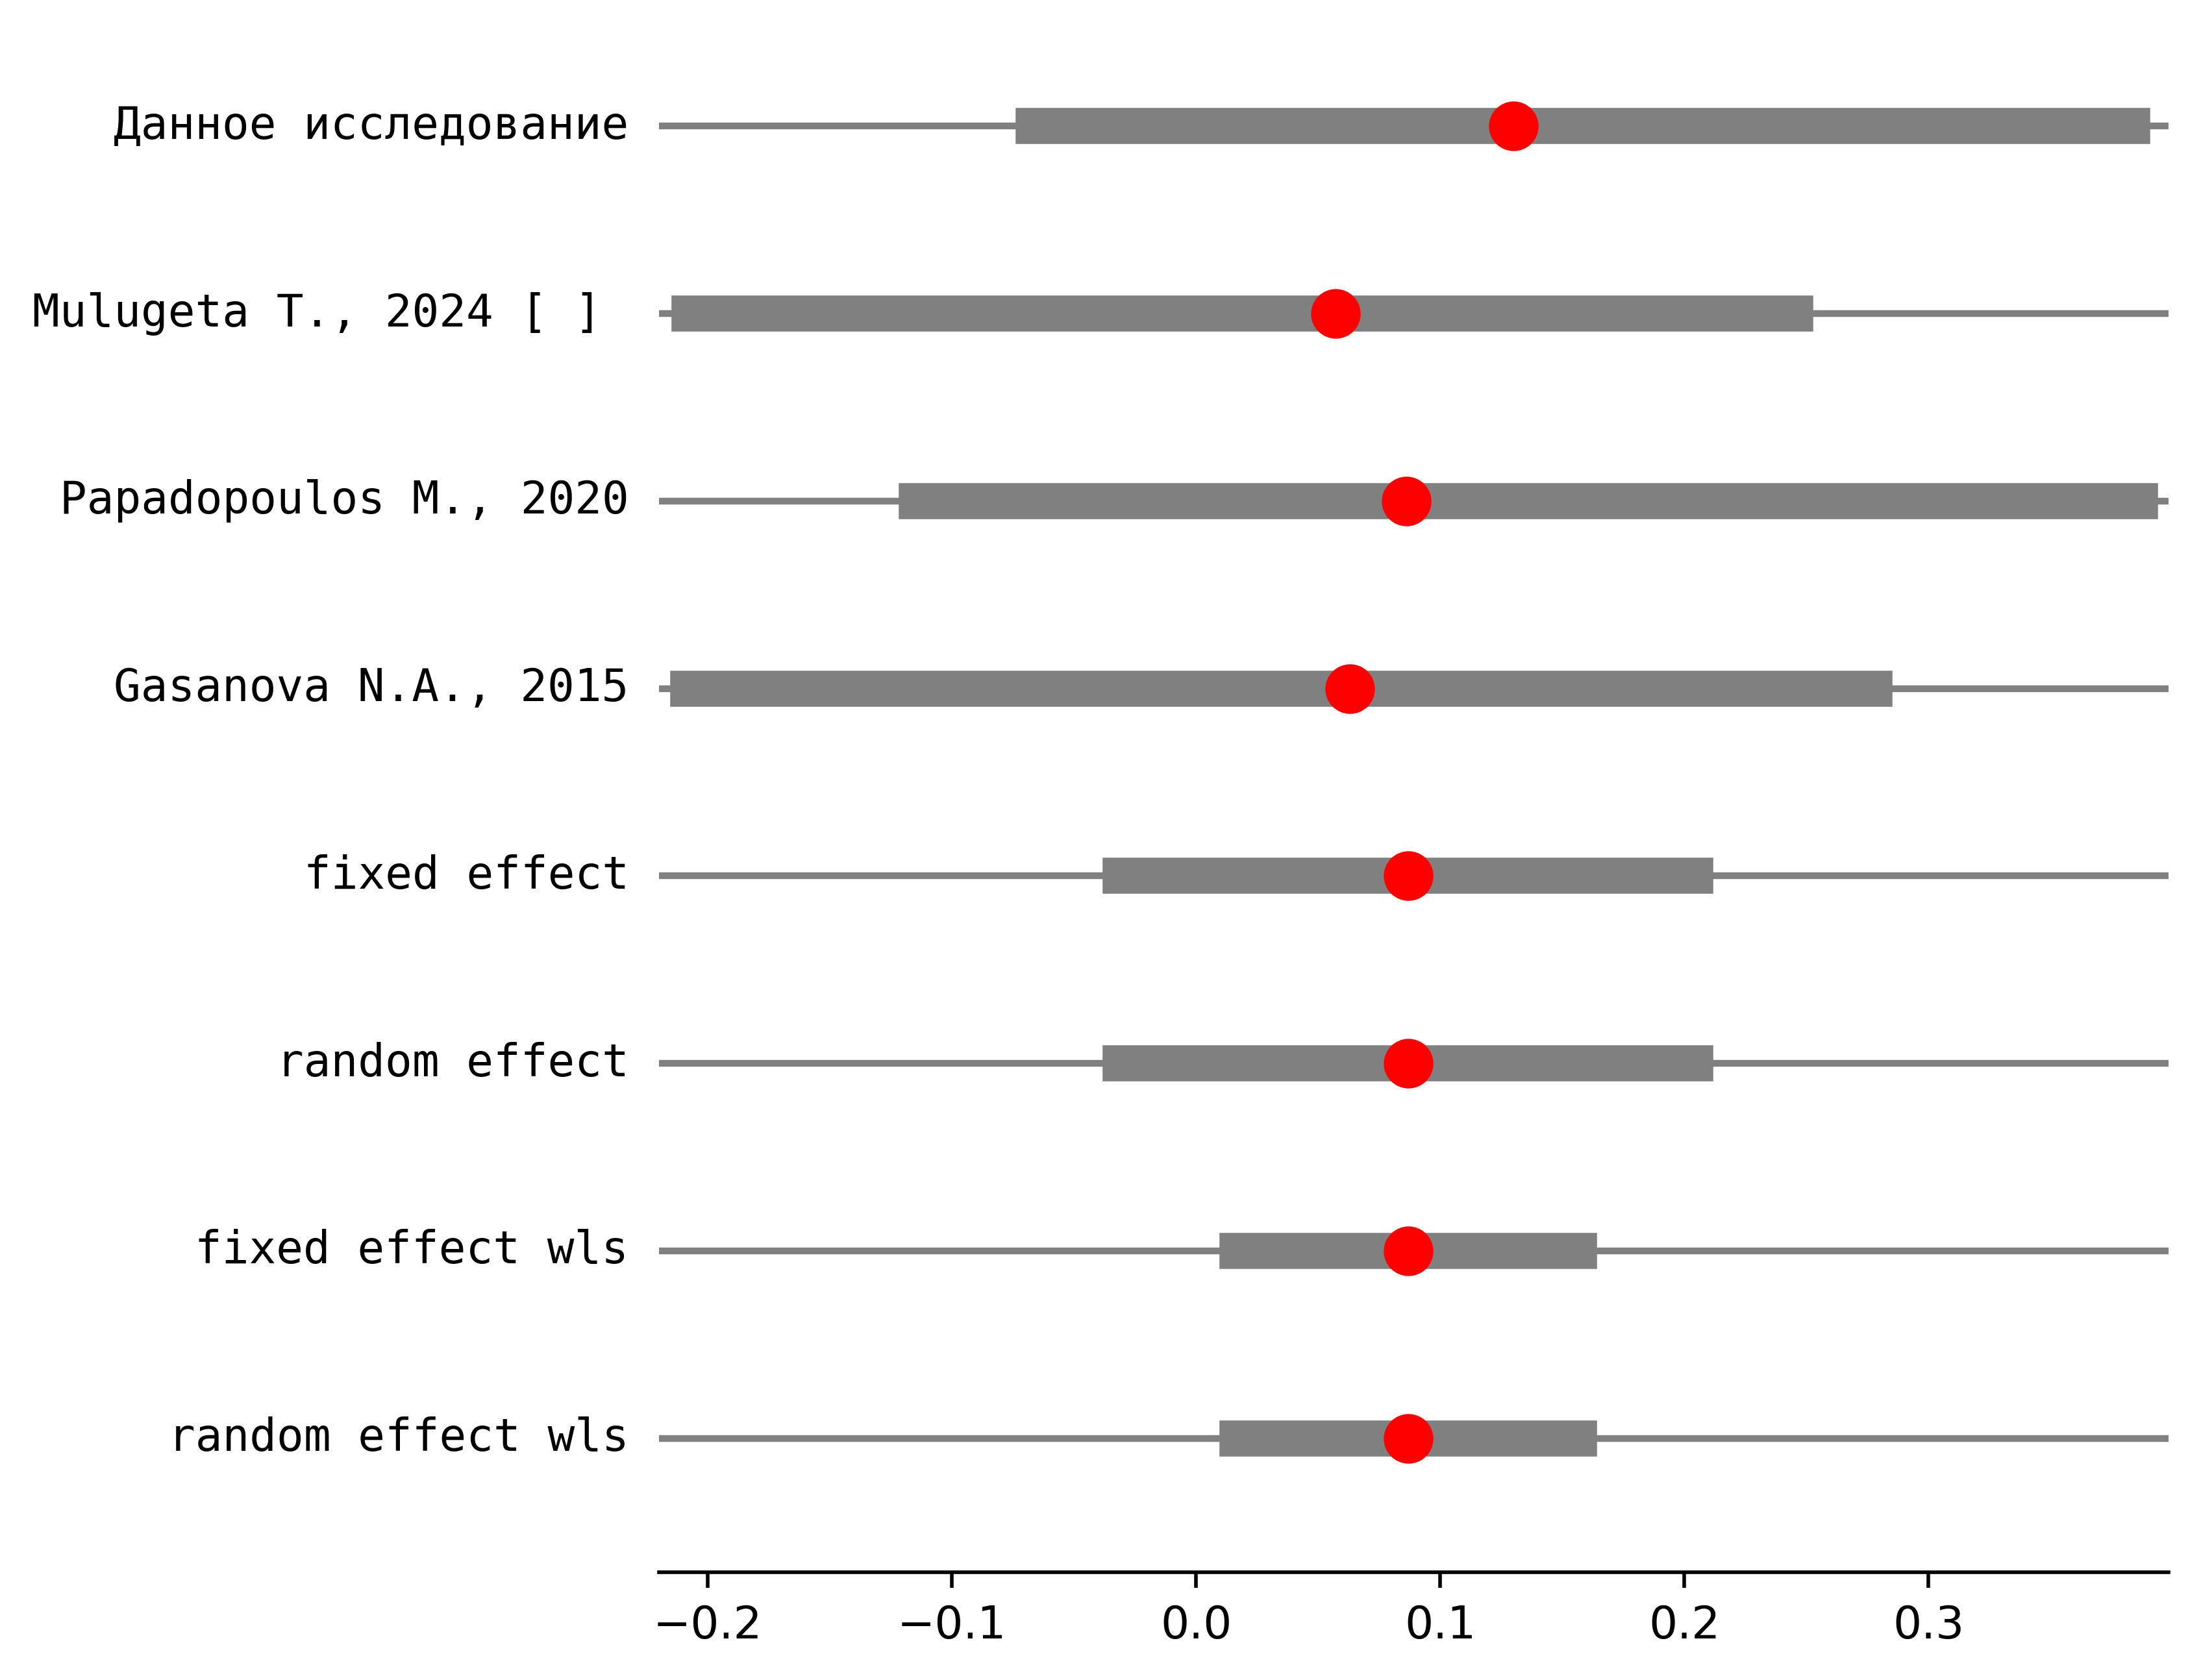 Данное исследование
Mulugeta T., 2024 [ ]
Papadopoulos M., 2020
Gasanova N.A., 2015
fixed effect
random effect
fixed effect wls
random effect wls
−0.2 −0.1 0.0 0.1 0.2 0.3